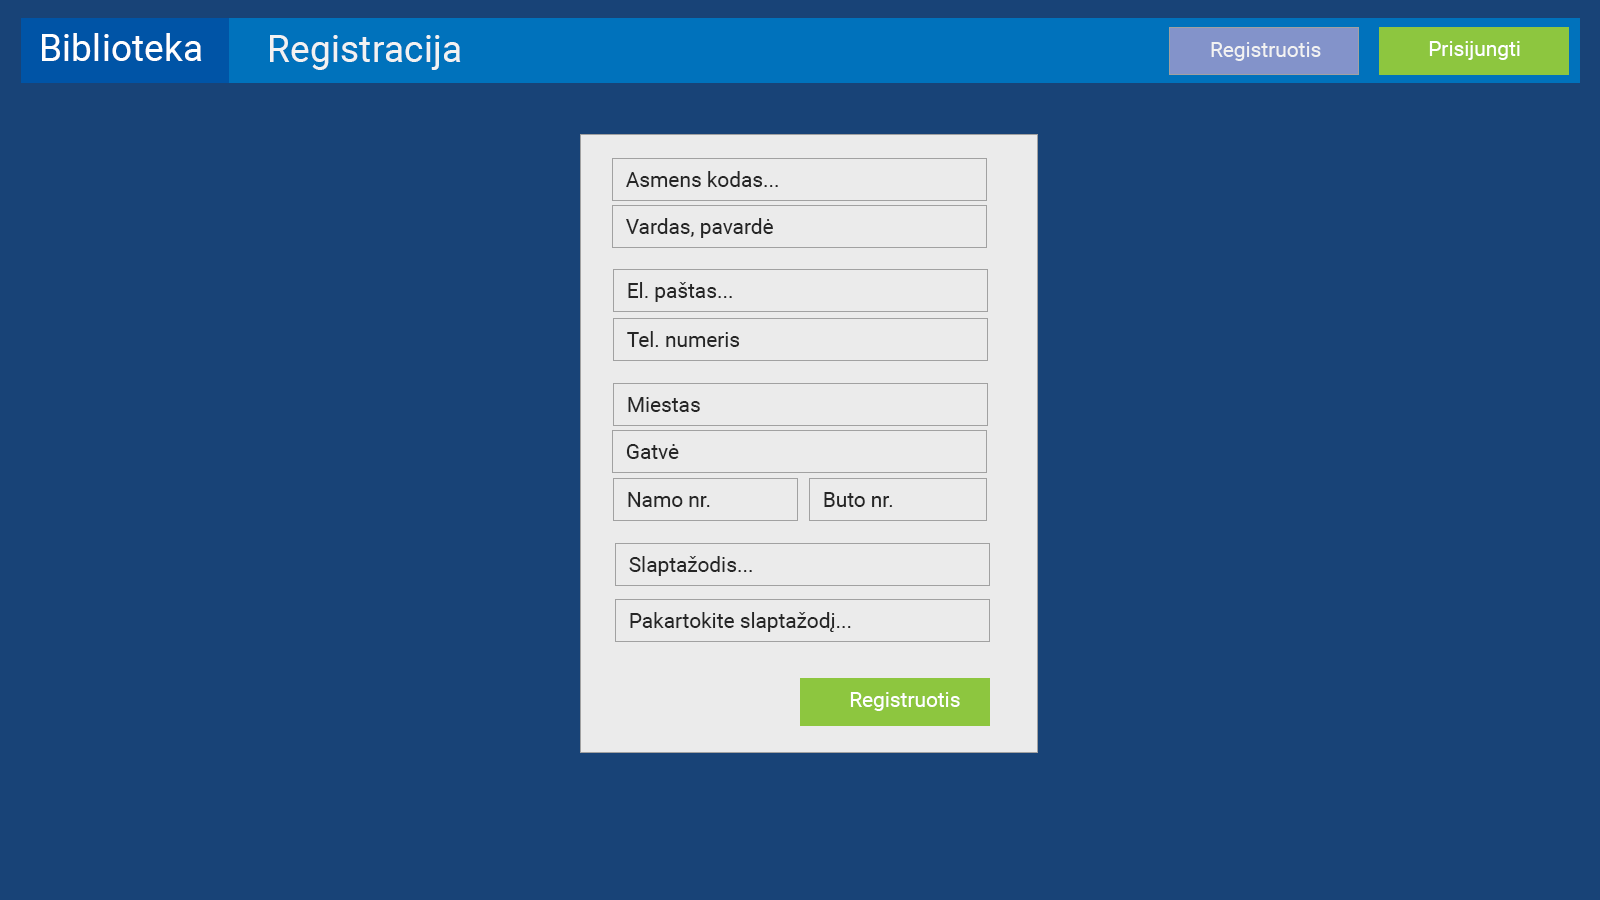 Biblioteka
Registracija
Registruotis
Prisijungti
Asmens kodas...
Vardas, pavardė
El. paštas...
Tel. numeris
Miestas
Gatvė
Namo nr.
Buto nr.
Slaptažodis...
Pakartokite slaptažodį...
Registruotis